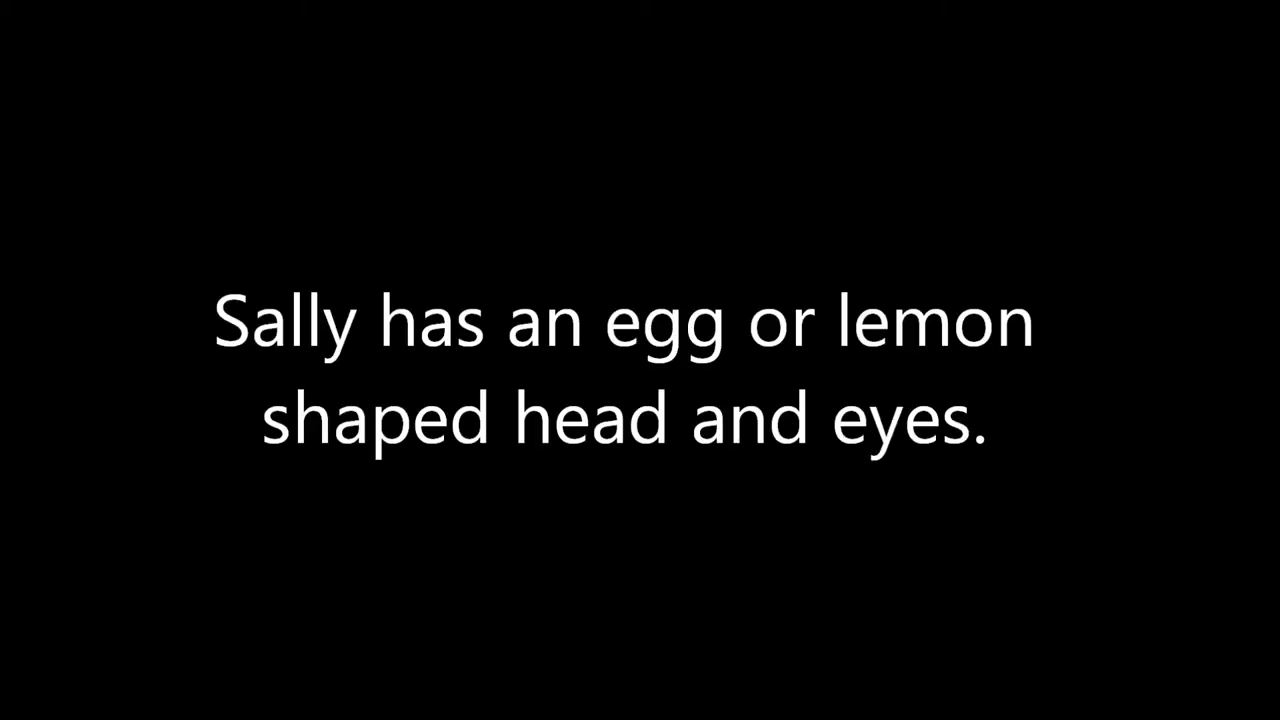 Sally has an egg or lemon
shaped head and eyes.